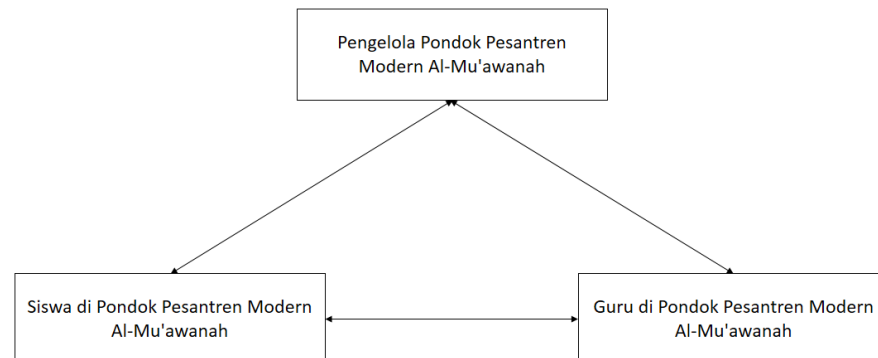 Pengelola Pondok Pesantren
Modern Al-Mu'awanah
Siswa di Pondok Pesantren Modern
Al-Mu'awanah
Guru di Pondok Pesantren Modern
Al-Mu'awanah